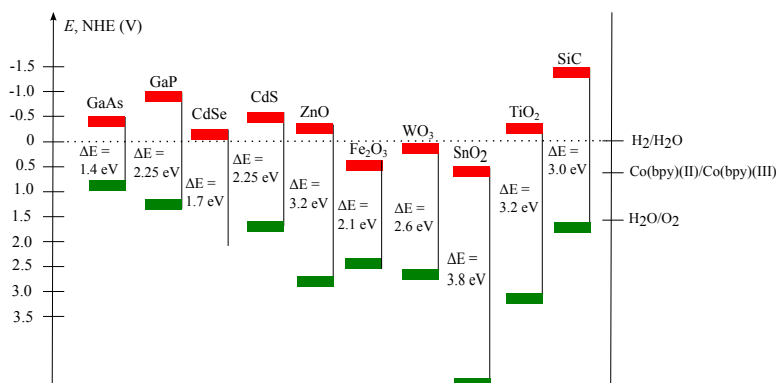 E, NHE (V)
-1.5
-1.0
-0.5
0
0.5
1.0
1.5
2.0
2.5
3.0
3.5
GaAs
ΔE =
1.4 eV
GaP
ΔE =
2.25 eV
CdSe
ΔE =
1.7 eV
CdS
ΔE =
2.25 eV
ZnO
ΔE =
3.2 eV
Fe₂O₃
ΔE =
2.1 eV
WO₃
ΔE =
2.6 eV
SnO₂
ΔE =
3.8 eV
TiO₂
ΔE =
3.2 eV
SiC
ΔE =
3.0 eV
H₂/H₂O
Co(bpy)(II)/Co(bpy)(III)
H₂O/O₂